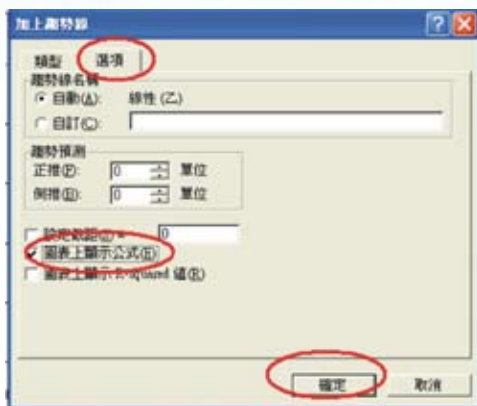 加上趨勢線
類型 選項
趨勢線名稱
自動(A): 線性 (乙)
自訂(C):
趨勢預測
正推(F): 0 單位
倒推(B): 0 單位
設定截距(I) = 0
圖表上顯示公式(E)
圖表上顯示 R-squared 值(R)
確定 取消